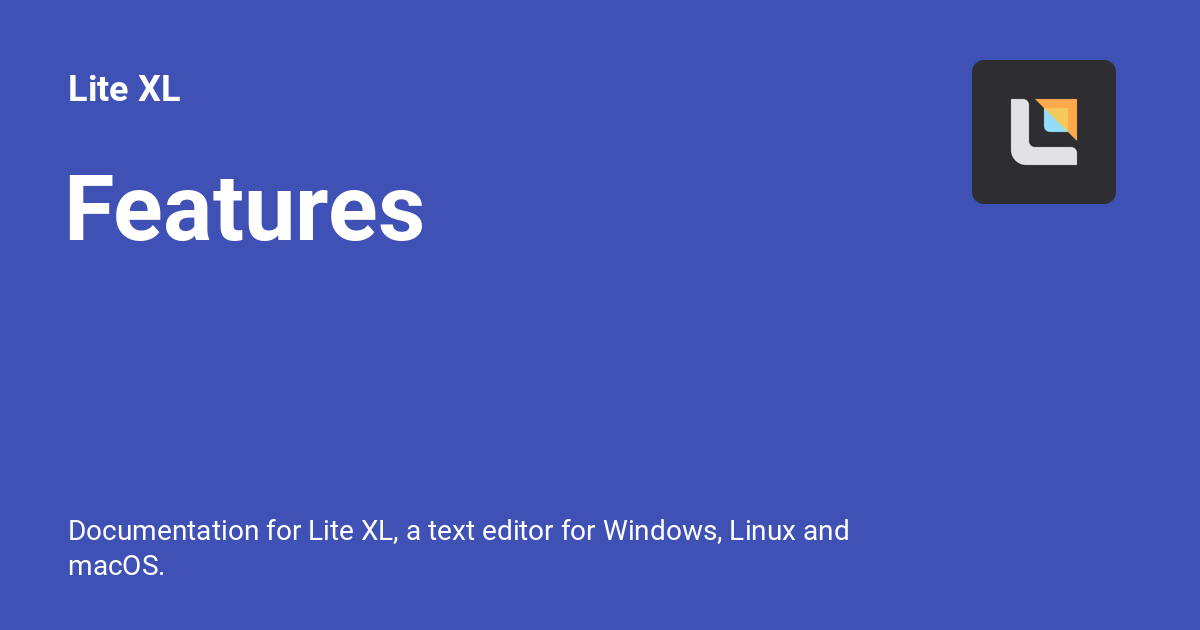 Lite XL
Features
Documentation for Lite XL, a text editor for Windows, Linux and
macOS.